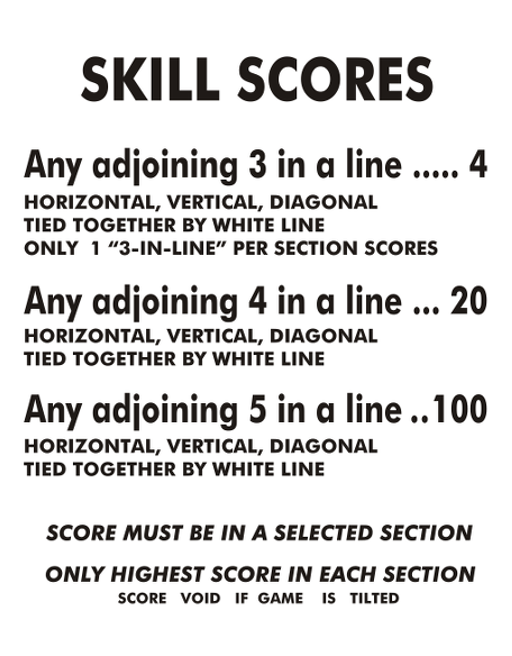 SKILL SCORES
Any adjoining 3 in a line ..... 4
HORIZONTAL, VERTICAL, DIAGONAL
TIED TOGETHER BY WHITE LINE
ONLY 1 “3-IN-LINE” PER SECTION SCORES
Any adjoining 4 in a line ... 20
HORIZONTAL, VERTICAL, DIAGONAL
TIED TOGETHER BY WHITE LINE
Any adjoining 5 in a line ..100
HORIZONTAL, VERTICAL, DIAGONAL
TIED TOGETHER BY WHITE LINE
SCORE MUST BE IN A SELECTED SECTION
ONLY HIGHEST SCORE IN EACH SECTION
SCORE VOID IF GAME IS TILTED